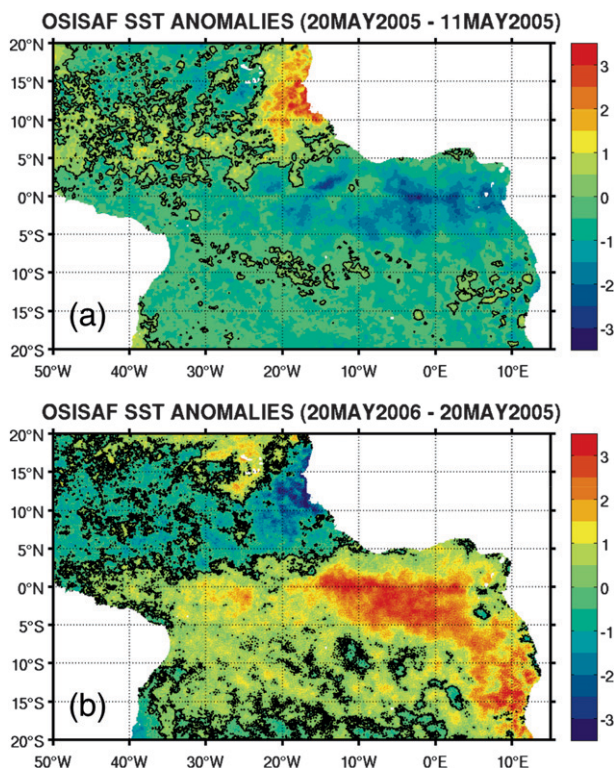 OSISAF SST ANOMALIES (20MAY2005 - 11MAY2005)
20°N
15°N
10°N
5°N
0°N
5°S
10°S
15°S
20°S
(a)
50°W 40°W 30°W 20°W 10°W 0°E 10°E
3
2
1
0
-1
-2
-3
OSISAF SST ANOMALIES (20MAY2006 - 20MAY2005)
20°N
15°N
10°N
5°N
0°N
5°S
10°S
15°S
20°S
(b)
50°W 40°W 30°W 20°W 10°W 0°E 10°E
3
2
1
0
-1
-2
-3